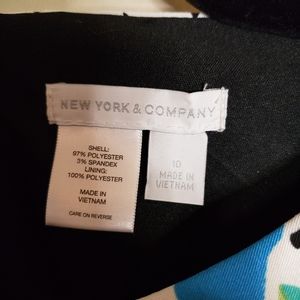 NEW YORK & COMPANY
SHELL:
97% POLYESTER
3% SPANDEX
LINING:
100% POLYESTER
MADE IN
VIETNAM
CARE ON REVERSE
10
MADE IN
VIETNAM